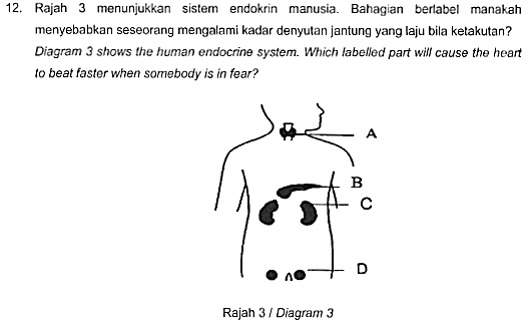 12. Rajah 3 menunjukkan sistem endokrin manusia. Bahagian berlabel manakah
menyebabkan seseorang mengalami kadar denyutan jantung yang laju bila ketakutan?
Diagram 3 shows the human endocrine system. Which labelled part will cause the heart
to beat faster when somebody is in fear?
A
B
C
D
Rajah 3 / Diagram 3